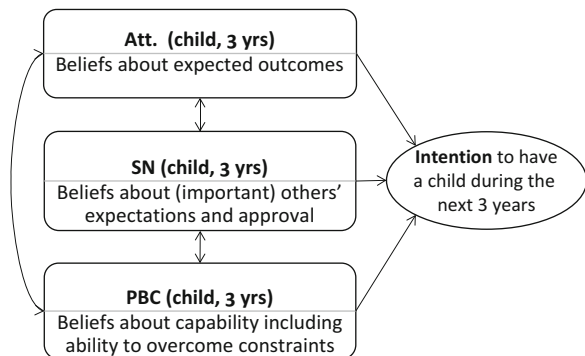 Att. (child, 3 yrs)
Beliefs about expected outcomes
SN (child, 3 yrs)
Beliefs about (important) others’
expectations and approval
PBC (child, 3 yrs)
Beliefs about capability including
ability to overcome constraints
Intention to have
a child during the
next 3 years